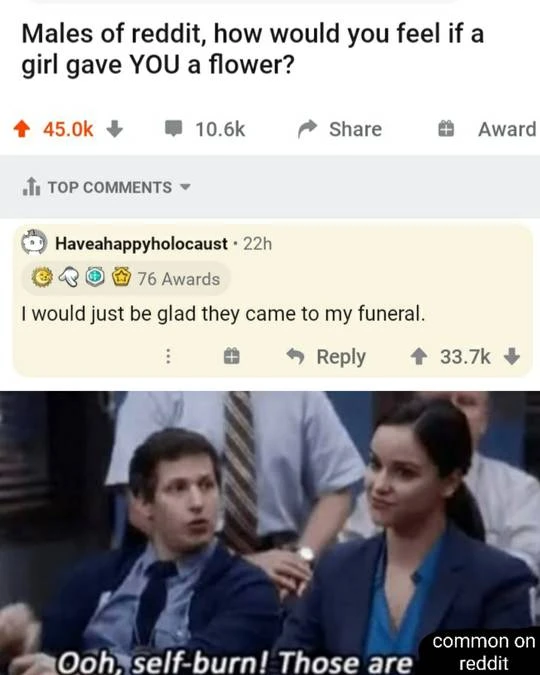 Males of reddit, how would you feel if a
girl gave YOU a flower?
45.0k 10.6k Share Award
TOP COMMENTS
Haveahappyholocaust • 22h
76 Awards
I would just be glad they came to my funeral.
Reply 33.7k
Ooh, self-burn! Those are
common on
reddit